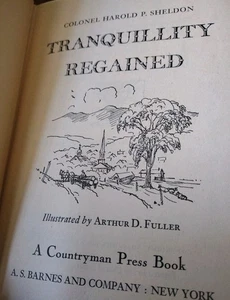 COLONEL HAROLD P. SHELDON
TRANQUILLITY
REGAINED
Illustrated by ARTHUR D. FULLER
A Countryman Press Book
A. S. BARNES AND COMPANY : NEW YORK